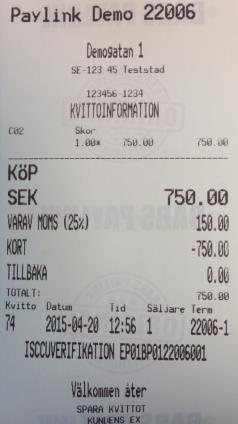 Paylink Demo 22006
Demogatan 1
SE-123 45 Teststad
123456-1234
KVITTOINFORMATION
C02 Skor
1.00* 750.00 750.00
KöP
SEK 750.00
VARAV MOMS (25%) 150.00
KORT -750.00
TILLBAKA 0.00
TOTALT: 750.00
Kvitto Datum Tid Säljare Term
74 2015-04-20 12:56 1 22006-1
ISCCUVERIFIKATION EP01BP0122006001
Välkommen åter
SPARA KVITTOT
KUNDENS EX